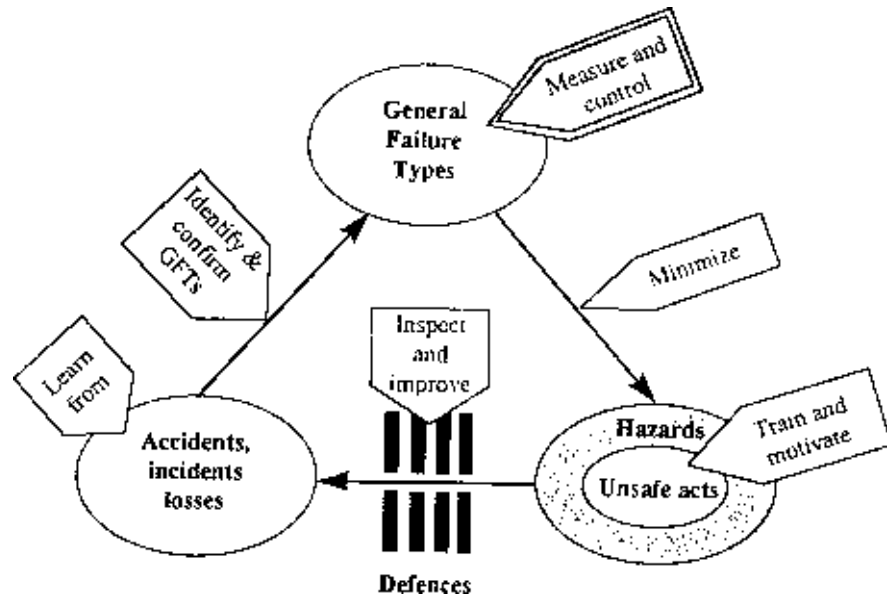 Measure and
control
General
Failure
Types
Identify &
confirm
GFTs
Minimize
Inspect
and
improve
Learn
from
Accidents,
incidents
losses
Hazards
Unsafe acts
Train and
motivate
Defences